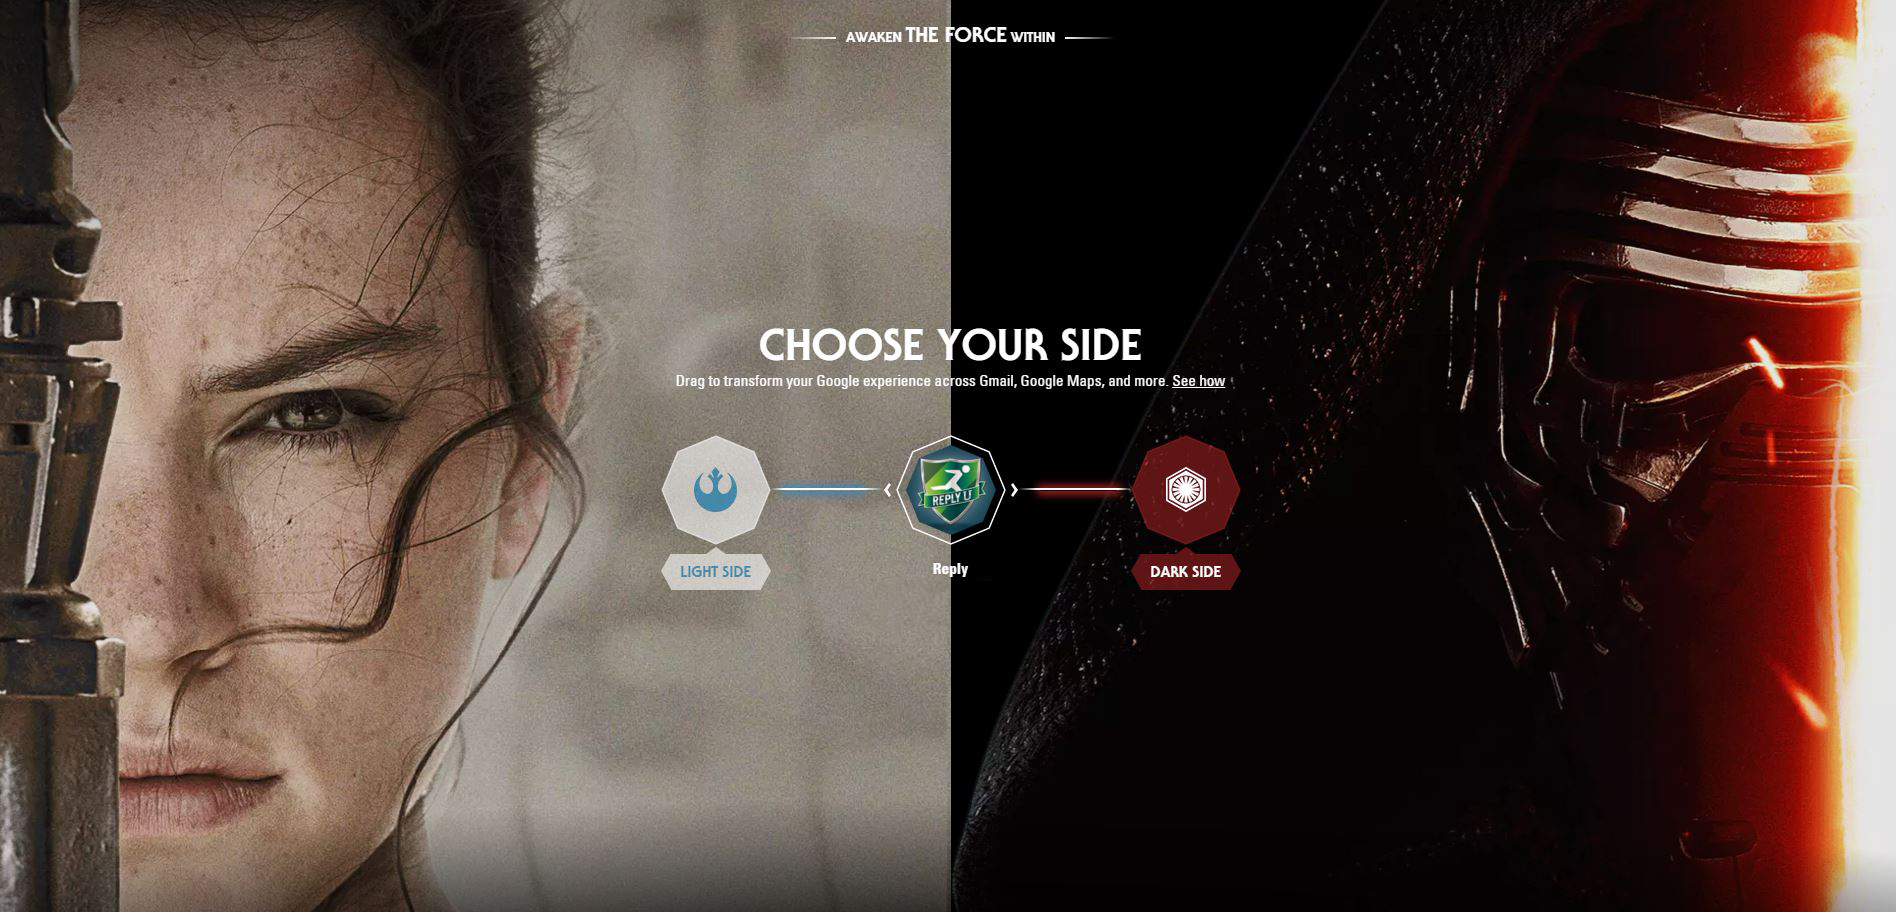 AWAKEN THE FORCE WITHIN
CHOOSE YOUR SIDE
Drag to transform your Google experience across Gmail, Google Maps, and more. See how
REPLY U
LIGHT SIDE
Reply
DARK SIDE